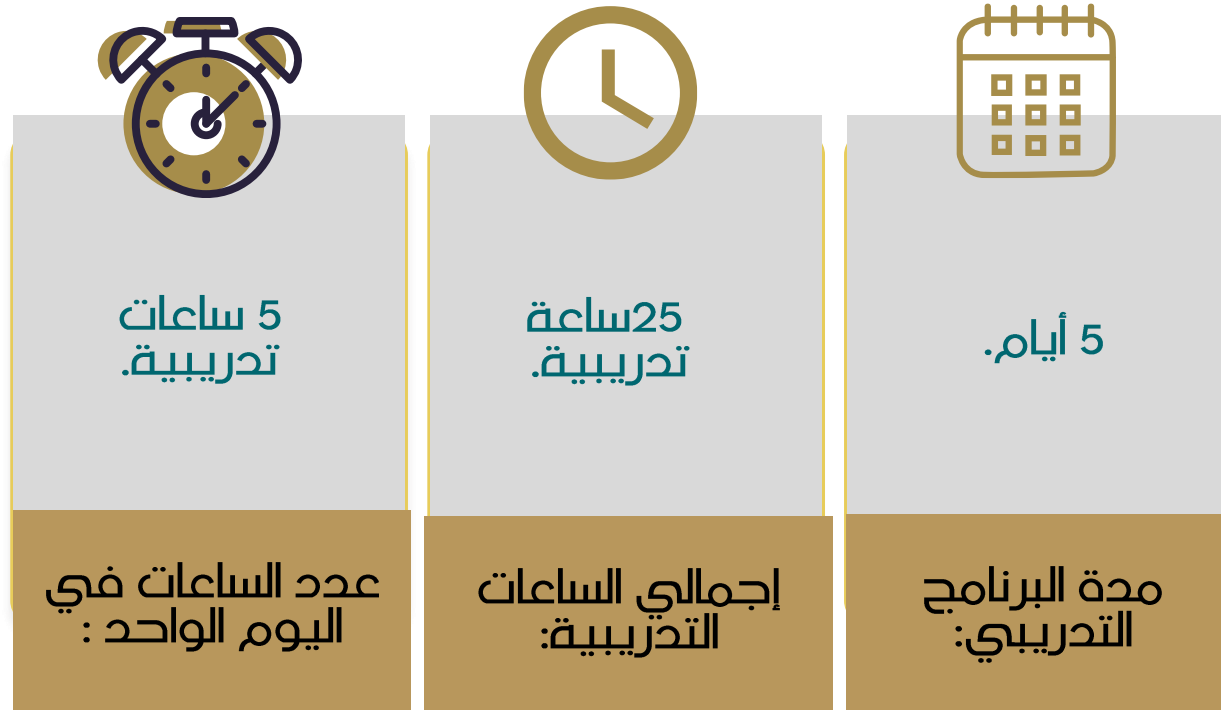 5 أيام.
مدة البرنامج
التدريبي:
25ساعة
تدريبية.
إجمالي الساعات
التدريبية:
5 ساعات
تدريبية.
عدد الساعات في
اليوم الواحد :